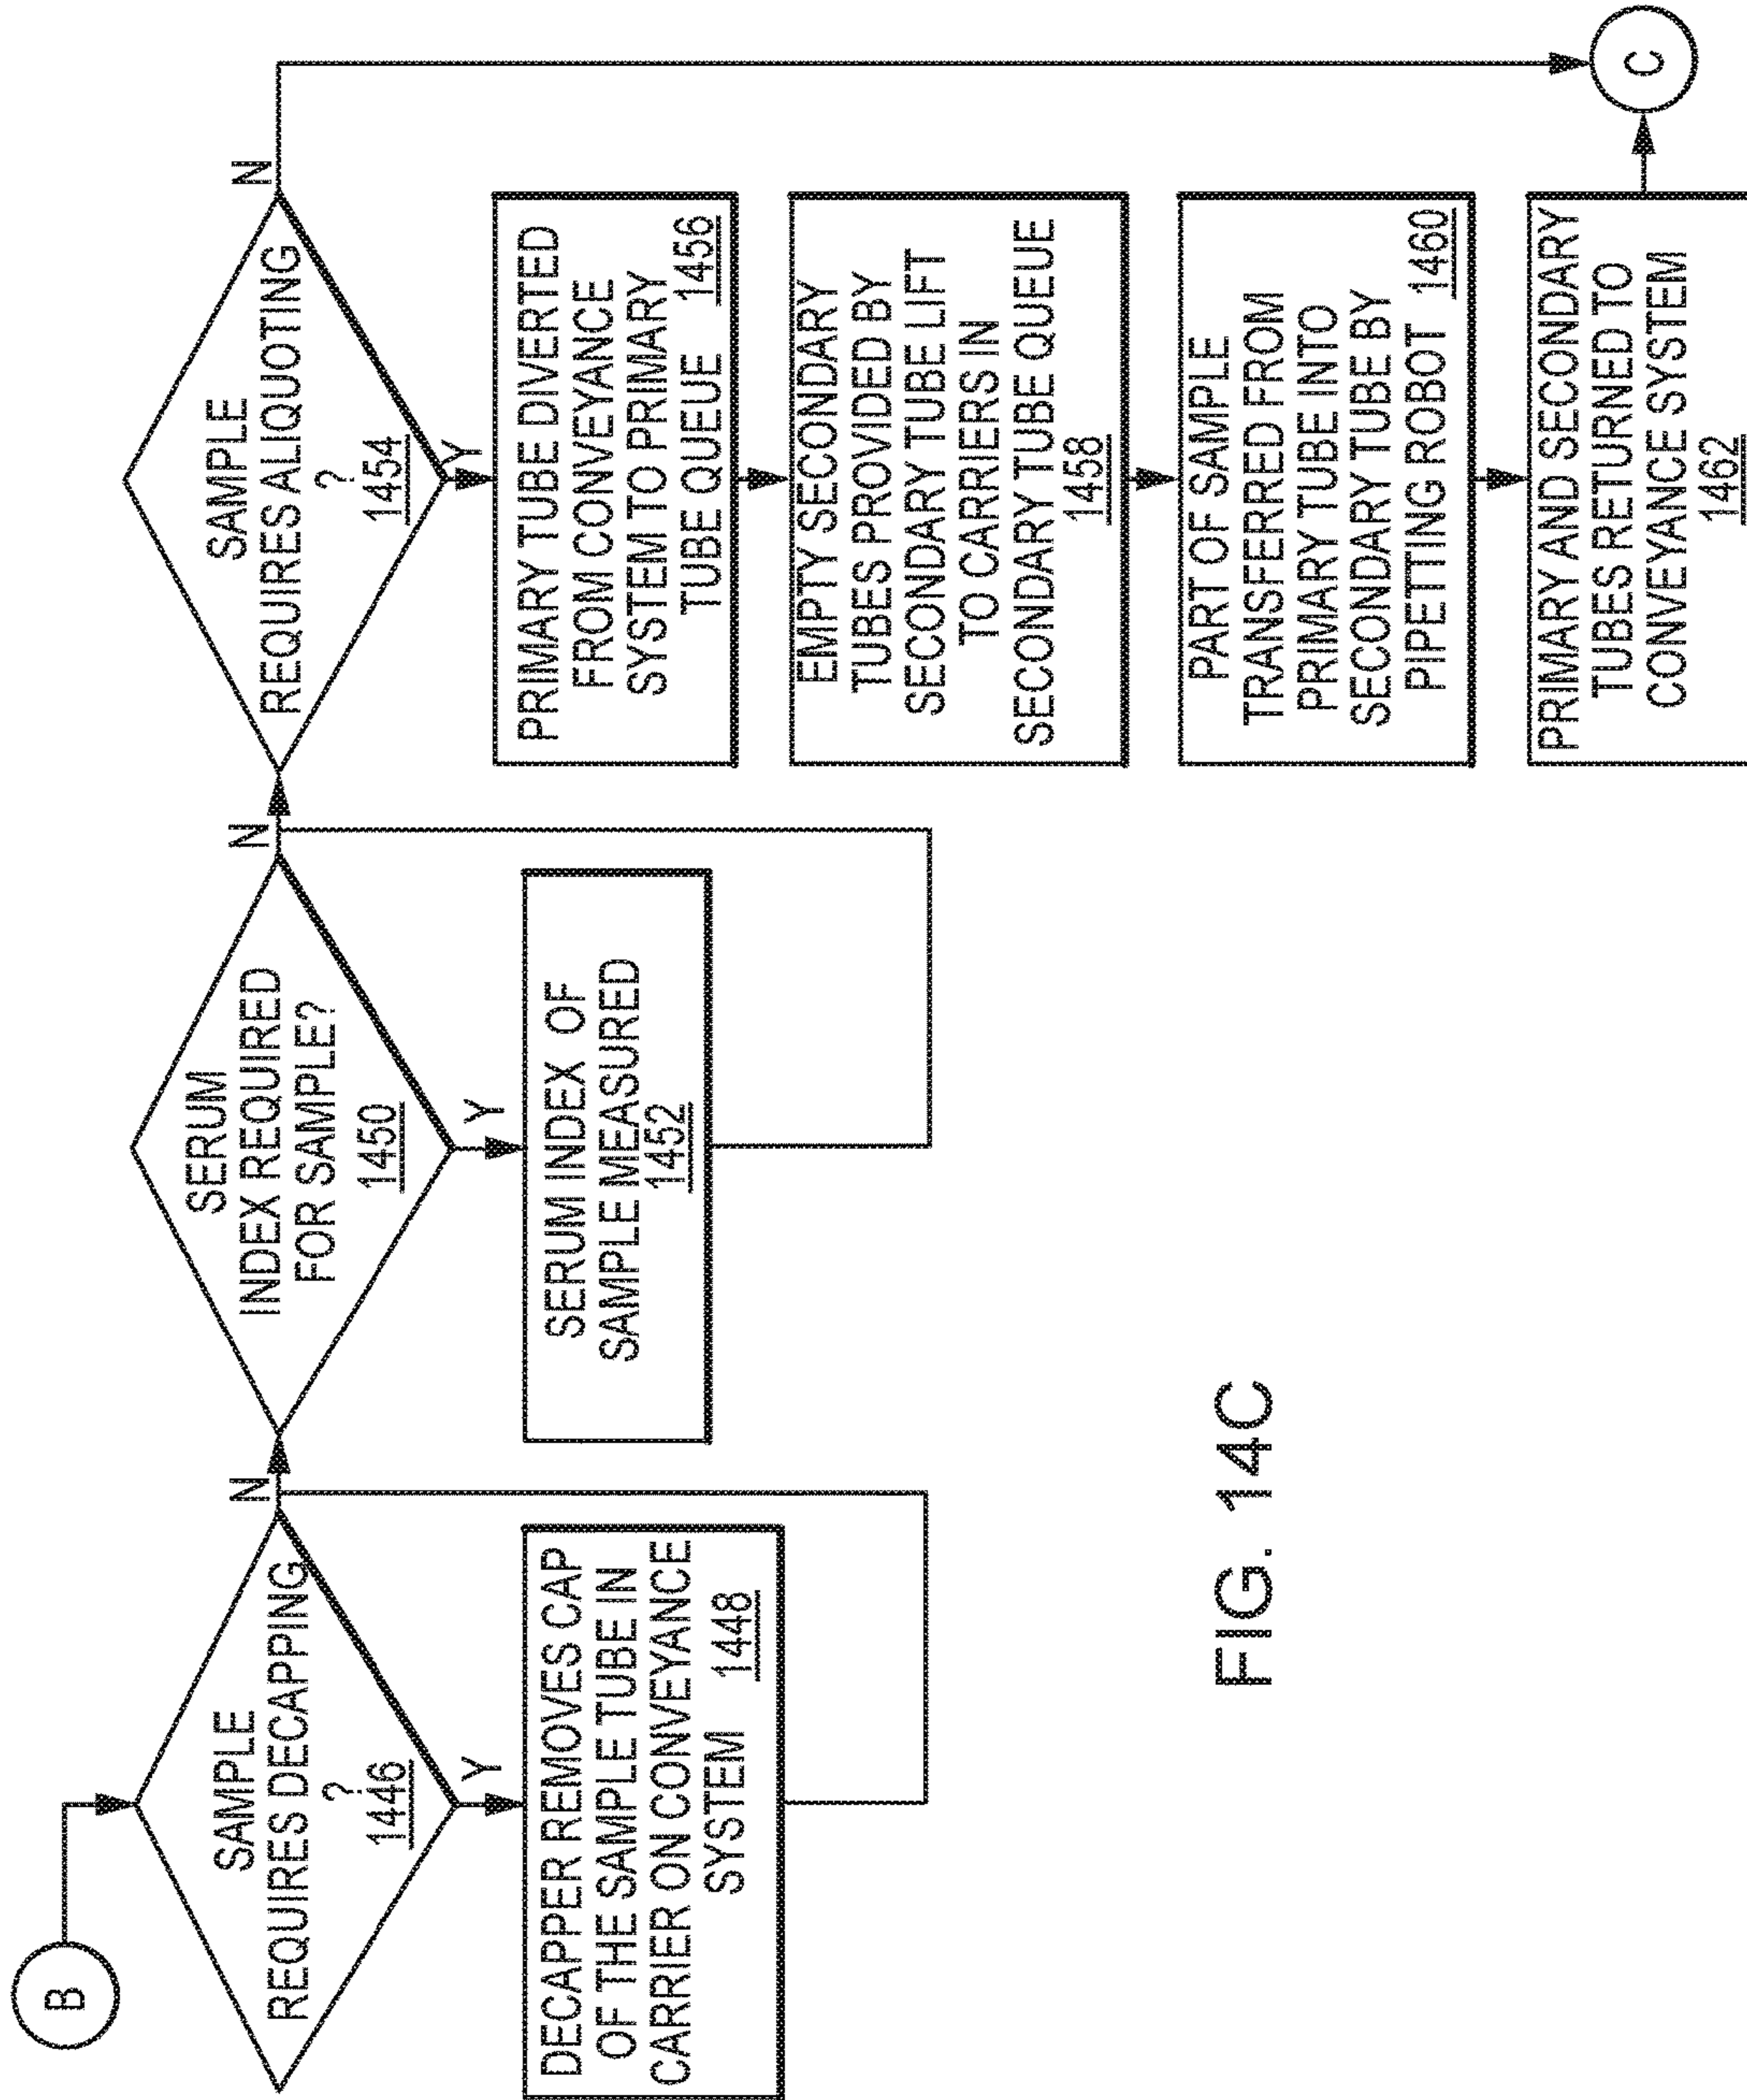 B
SAMPLE
REQUIRES DECAPPING
?
1446
N
Y
DECAPPER REMOVES CAP
OF THE SAMPLE TUBE IN
CARRIER ON CONVEYANCE
SYSTEM 1448
SERUM
INDEX REQUIRED
FOR SAMPLE?
1450
N
Y
SERUM INDEX OF
SAMPLE MEASURED
1452
SAMPLE
REQUIRES ALIQUOTING
?
1454
N
Y
PRIMARY TUBE DIVERTED
FROM CONVEYANCE
SYSTEM TO PRIMARY
TUBE QUEUE 1456
EMPTY SECONDARY
TUBES PROVIDED BY
SECONDARY TUBE LIFT
TO CARRIERS IN
SECONDARY TUBE QUEUE
1458
PART OF SAMPLE
TRANSFERRED FROM
PRIMARY TUBE INTO
SECONDARY TUBE BY
PIPETTING ROBOT 1460
PRIMARY AND SECONDARY
TUBES RETURNED TO
CONVEYANCE SYSTEM
1462
C
FIG. 14C